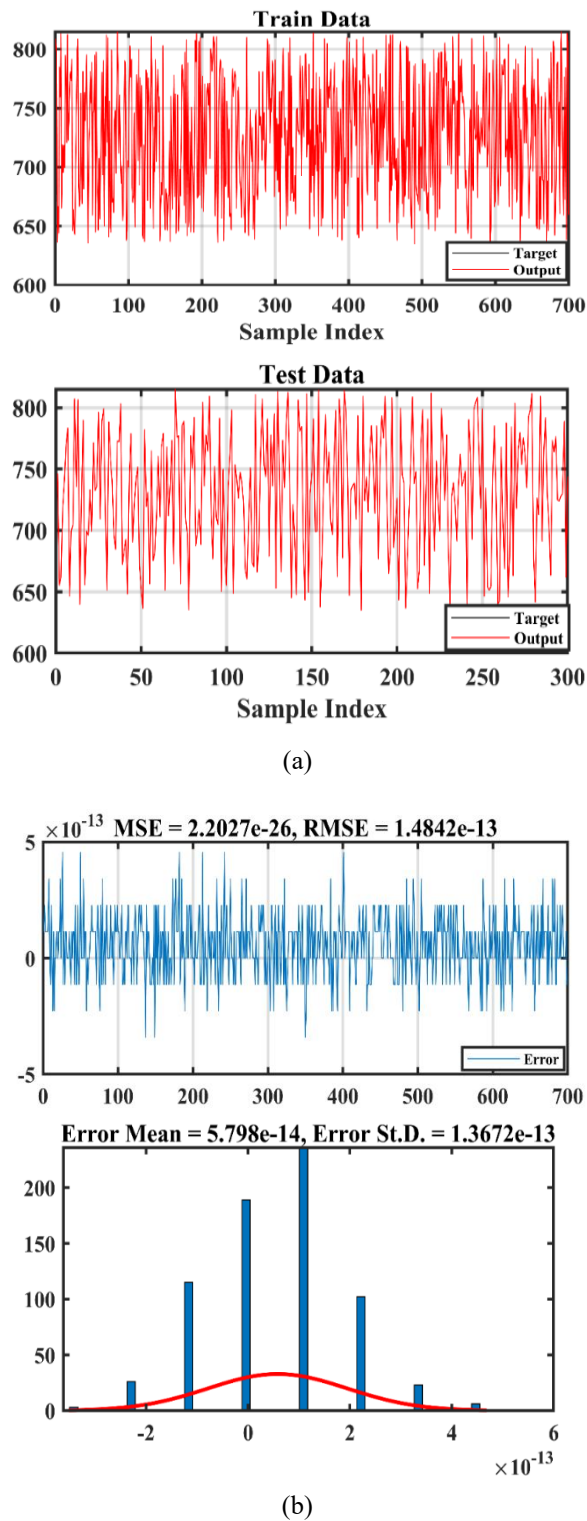 Train Data
800
750
700
650
600
0 100 200 300 400 500 600 700
Target
Output
Sample Index
Test Data
800
750
700
650
600
0 50 100 150 200 250 300
Target
Output
Sample Index
(a)
×10⁻¹³ MSE = 2.2027e-26, RMSE = 1.4842e-13
5
0
-5
0 100 200 300 400 500 600 700
Error
Error Mean = 5.798e-14, Error St.D. = 1.3672e-13
200
150
100
50
0
-2 0 2 4 6
×10⁻¹³
(b)